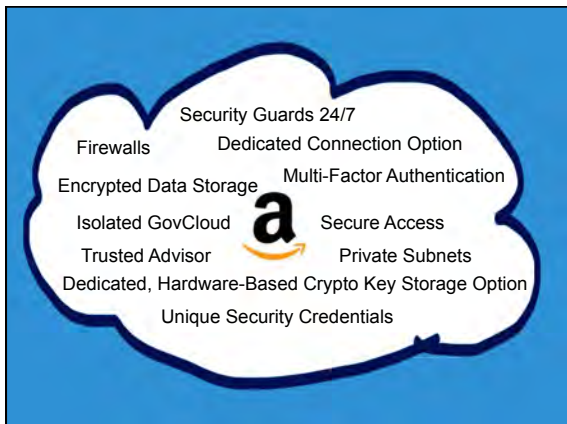 Security Guards 24/7
Firewalls
Dedicated Connection Option
Encrypted Data Storage
Multi-Factor Authentication
Isolated GovCloud
a
Secure Access
Trusted Advisor
Private Subnets
Dedicated, Hardware-Based Crypto Key Storage Option
Unique Security Credentials